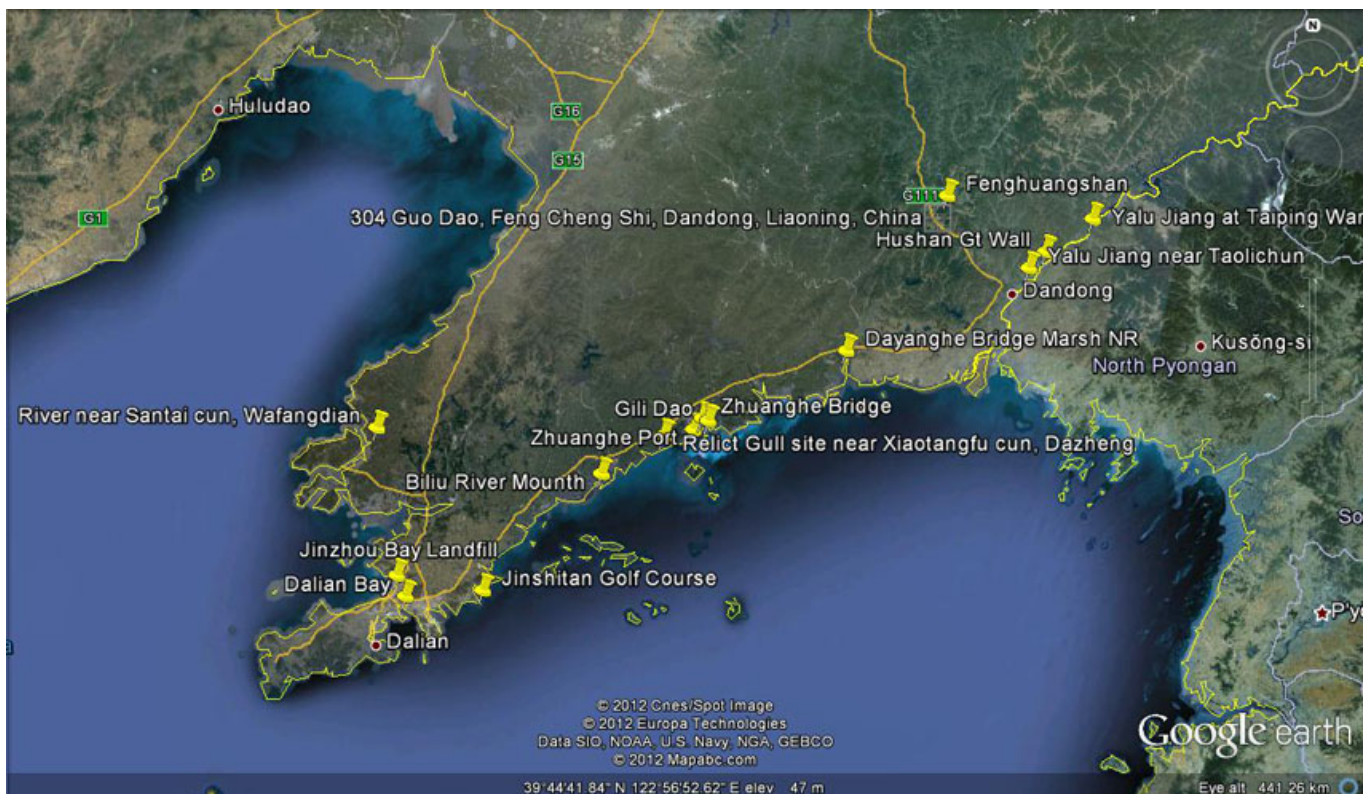 N
Huludao
G16
G15
G1
G111
Fenghuangshan
304 Guo Dao, Feng Cheng Shi, Dandong, Liaoning, China
Yalu Jiang at Taiping Wan
Hushan Gt Wall
Yalu Jiang near Taolichun
Dandong
Dayanghe Bridge Marsh NR
Kusŏng-si
North Pyongan
River near Santai cun, Wafangdian
Gili Dao
Zhuanghe Bridge
Zhuanghe Port
Relict Gull site near Xiaotangfu cun, Dazheng
Biliu River Mounth
So
Jinzhou Bay Landfill
Dalian Bay
Jinshitan Golf Course
P'yo
Dalian
a
© 2012 Cnes/Spot Image
© 2012 Europa Technologies
Data SIO, NOAA, U.S. Navy, NGA, GEBCO
© 2012 Mapabc.com
Google earth
39°44'41.84" N 122°56'52.62" E elev 47 m
Eye alt 441.26 km